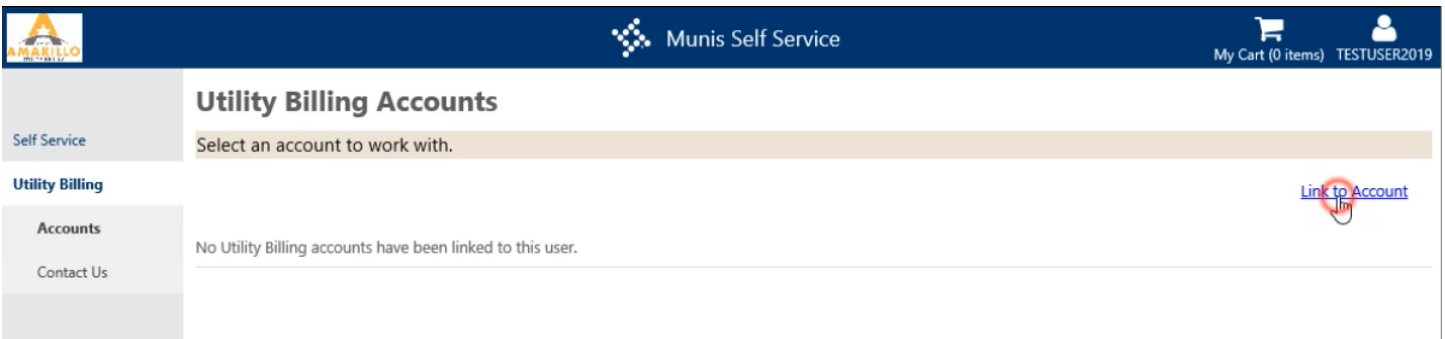 AMARILLO
Munis Self Service
My Cart (0 items) TESTUSER2019
Utility Billing Accounts
Self Service
Select an account to work with.
Utility Billing
Link to Account
Accounts
No Utility Billing accounts have been linked to this user.
Contact Us